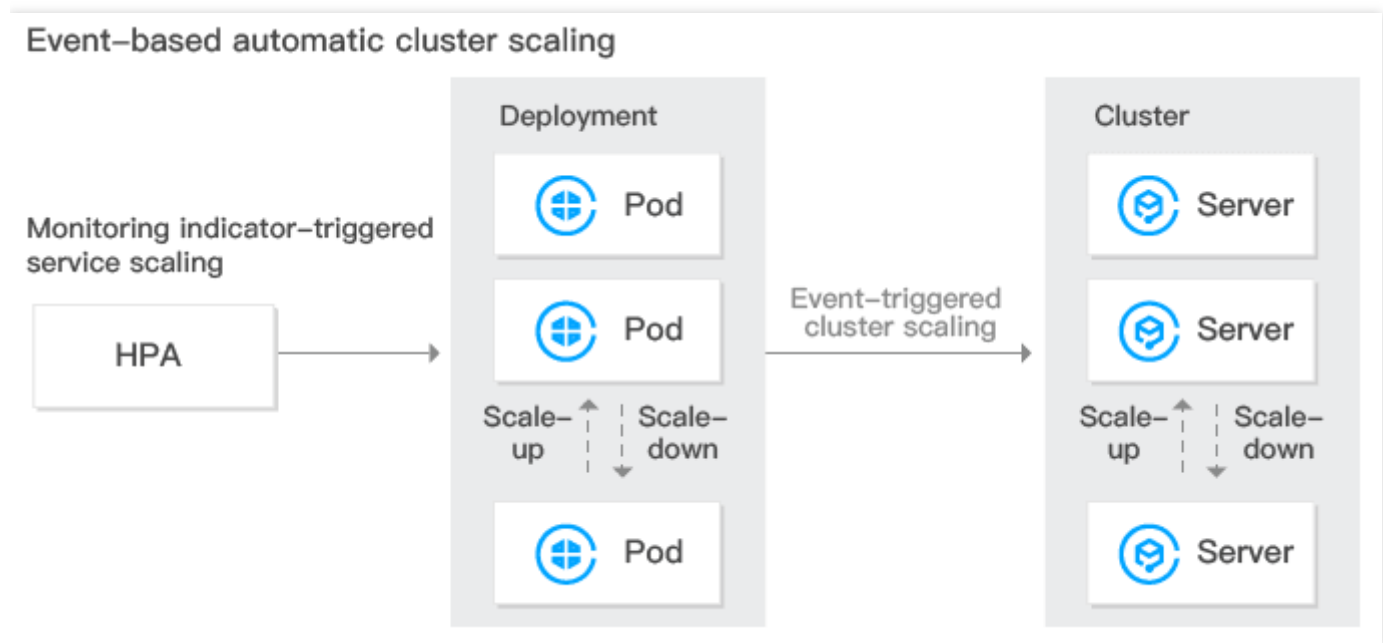 Event–based automatic cluster scaling
Monitoring indicator–triggered
service scaling
HPA
Deployment
Pod
Pod
Scale–
up
Scale–
down
Pod
Event–triggered
cluster scaling
Cluster
Server
Server
Scale–
up
Scale–
down
Server